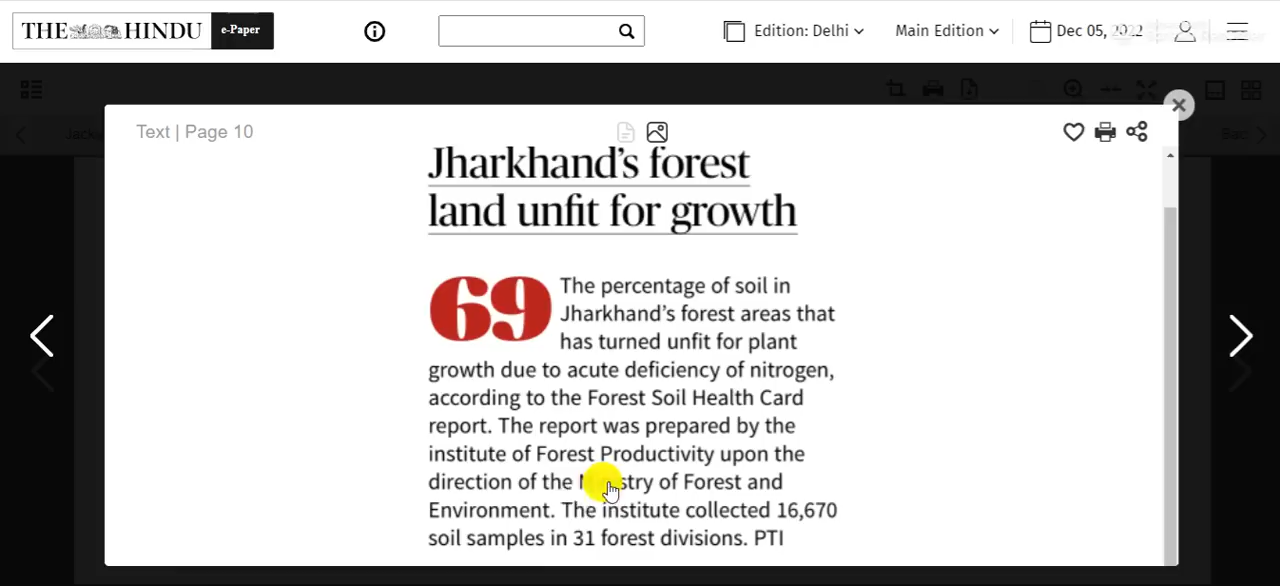 THE HINDU e-Paper
Edition: Delhi
Main Edition
Dec 05, 2022
Text | Page 10
Jharkhand's forest
land unfit for growth
69
The percentage of soil in
Jharkhand's forest areas that
has turned unfit for plant
growth due to acute deficiency of nitrogen,
according to the Forest Soil Health Card
report. The report was prepared by the
institute of Forest Productivity upon the
direction of the Ministry of Forest and
Environment. The institute collected 16,670
soil samples in 31 forest divisions. PTI